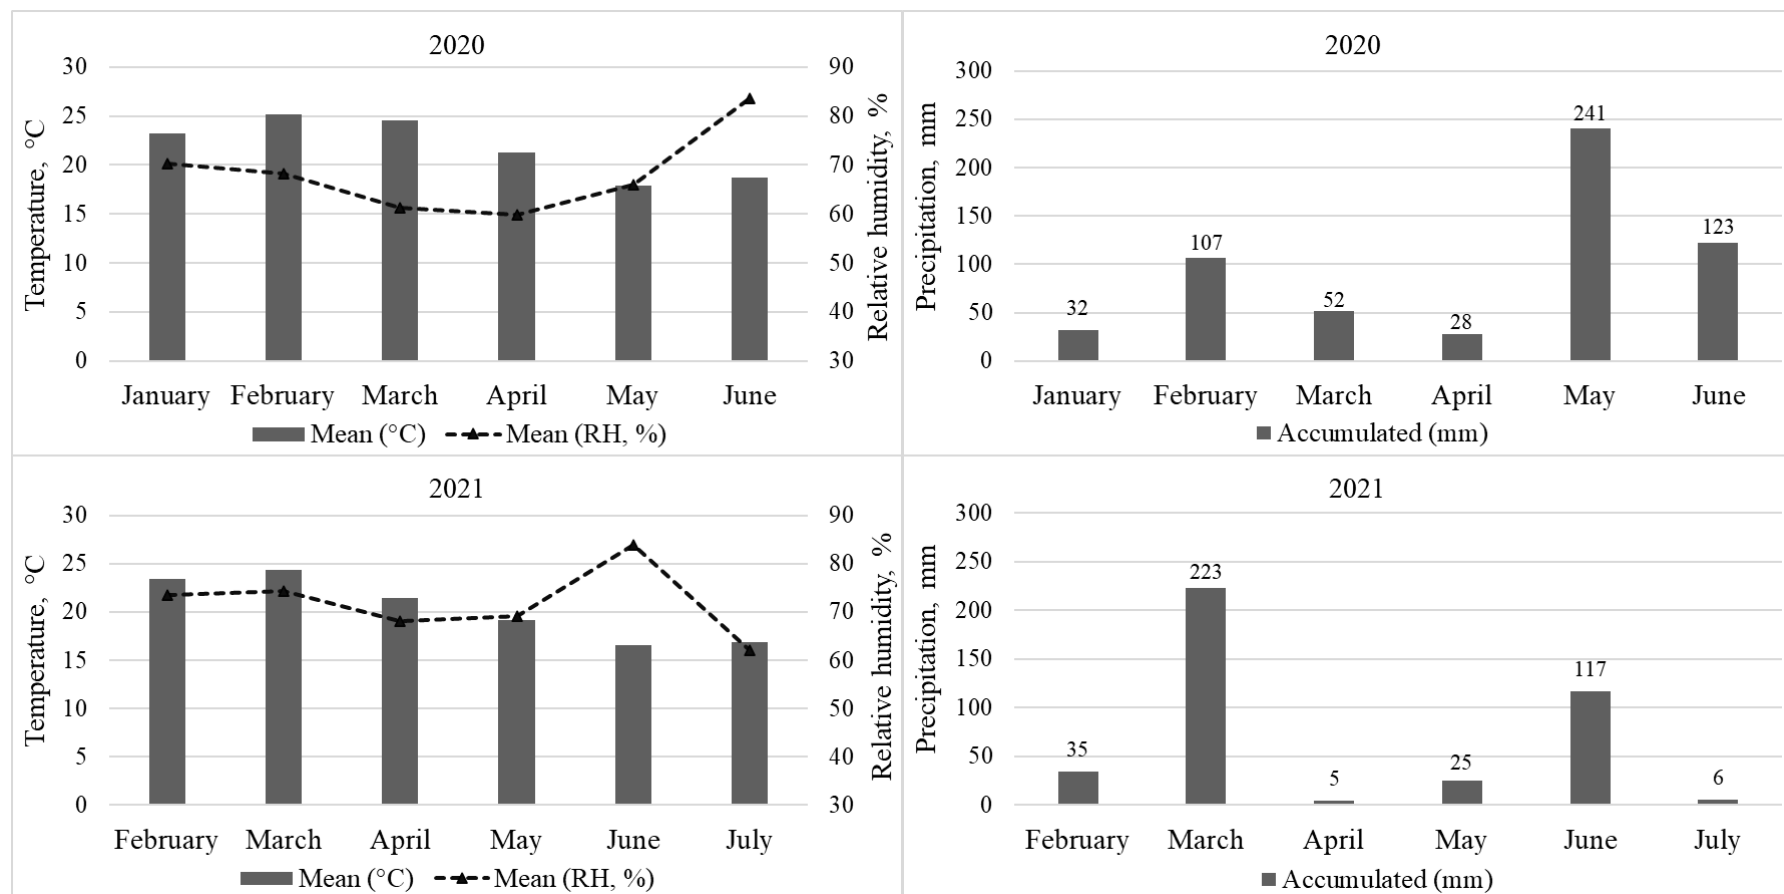 2020
30
25
20
15
10
5
0
Temperature, °C
90
80
70
60
50
40
30
Relative humidity, %
January February March April May June
Mean (°C) Mean (RH, %)
2020
300
250
200
150
100
50
0
Precipitation, mm
32 107 52 28 241 123
January February March April May June
Accumulated (mm)
2021
30
25
20
15
10
5
0
Temperature, °C
90
80
70
60
50
40
30
Relative humidity, %
February March April May June July
Mean (°C) Mean (RH, %)
2021
300
250
200
150
100
50
0
Precipitation, mm
35 223 5 25 117 6
February March April May June July
Accumulated (mm)